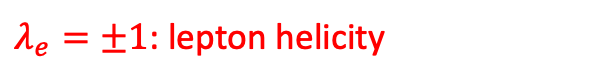 λₑ = ±1: lepton helicity